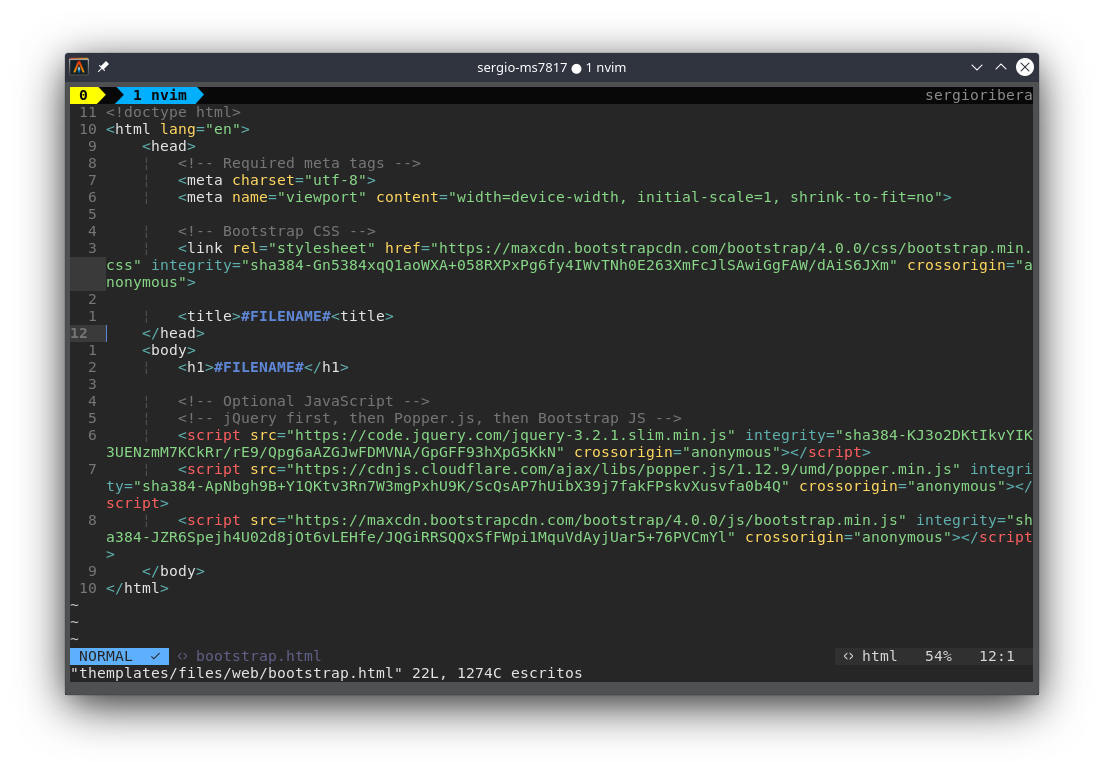 sergio-ms7817 ● 1 nvim
0 1 nvim sergioribera
11 <!doctype html>
10 <html lang="en">
9 <head>
8 ¦ <!-- Required meta tags -->
7 ¦ <meta charset="utf-8">
6 ¦ <meta name="viewport" content="width=device-width, initial-scale=1, shrink-to-fit=no">
5
4 ¦ <!-- Bootstrap CSS -->
3 ¦ <link rel="stylesheet" href="https://maxcdn.bootstrapcdn.com/bootstrap/4.0.0/css/bootstrap.min.
css" integrity="sha384-Gn5384xqQ1aoWXA+058RXPxPg6fy4IWvTNh0E263XmFcJlSAwiGgFAW/dAiS6JXm" crossorigin="a
nonymous">
2
1 ¦ <title>#FILENAME#<title>
12 </head>
1 <body>
2 ¦ <h1>#FILENAME#</h1>
3
4 ¦ <!-- Optional JavaScript -->
5 ¦ <!-- jQuery first, then Popper.js, then Bootstrap JS -->
6 ¦ <script src="https://code.jquery.com/jquery-3.2.1.slim.min.js" integrity="sha384-KJ3o2DKtIkvYIK
3UENzmM7KCkRr/rE9/Qpg6aAZGJwFDMVNA/GpGFF93hXpG5KkN" crossorigin="anonymous"></script>
7 ¦ <script src="https://cdnjs.cloudflare.com/ajax/libs/popper.js/1.12.9/umd/popper.min.js" integri
ty="sha384-ApNbgh9B+Y1QKtv3Rn7W3mgPxhU9K/ScQsAP7hUibX39j7fakFPskvXusvfa0b4Q" crossorigin="anonymous"></
script>
8 ¦ <script src="https://maxcdn.bootstrapcdn.com/bootstrap/4.0.0/js/bootstrap.min.js" integrity="sh
a384-JZR6Spejh4U02d8jOt6vLEHfe/JQGiRRSQQxSfFWpi1MquVdAyjUar5+76PVCmYl" crossorigin="anonymous"></script
>
9 </body>
10 </html>
~
~
~
NORMAL ✓ <> bootstrap.html <> html 54% 12:1
"themplates/files/web/bootstrap.html" 22L, 1274C escritos